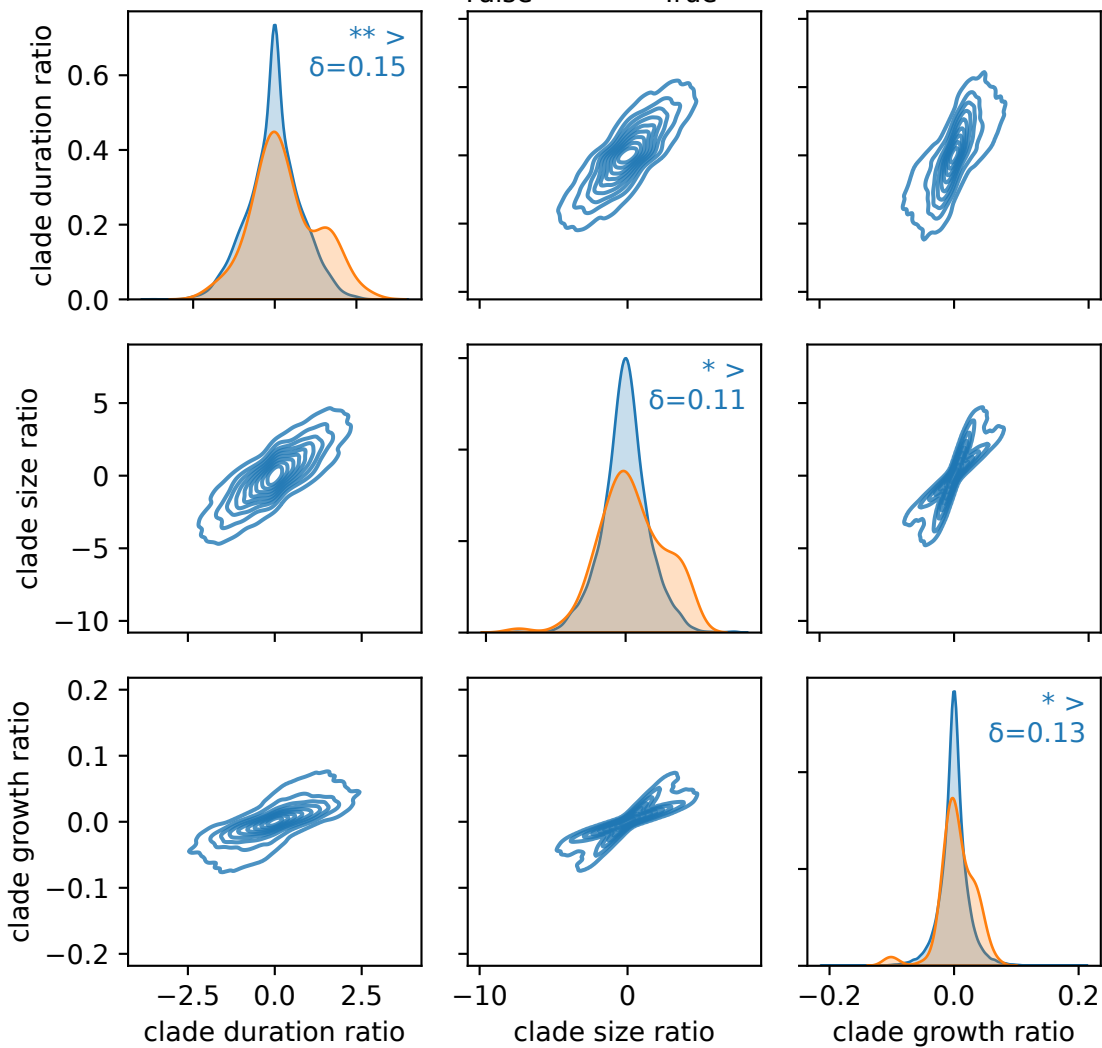 True
clade duration ratio
0.6
0.4
0.2
0.0
** >
δ=0.15
clade size ratio
5
0
−5
−10
* >
δ=0.11
clade growth ratio
0.2
0.1
0.0
−0.1
−0.2
* >
δ=0.13
−2.5 0.0 2.5
−10 0
−0.2 0.0 0.2
clade duration ratio
clade size ratio
clade growth ratio